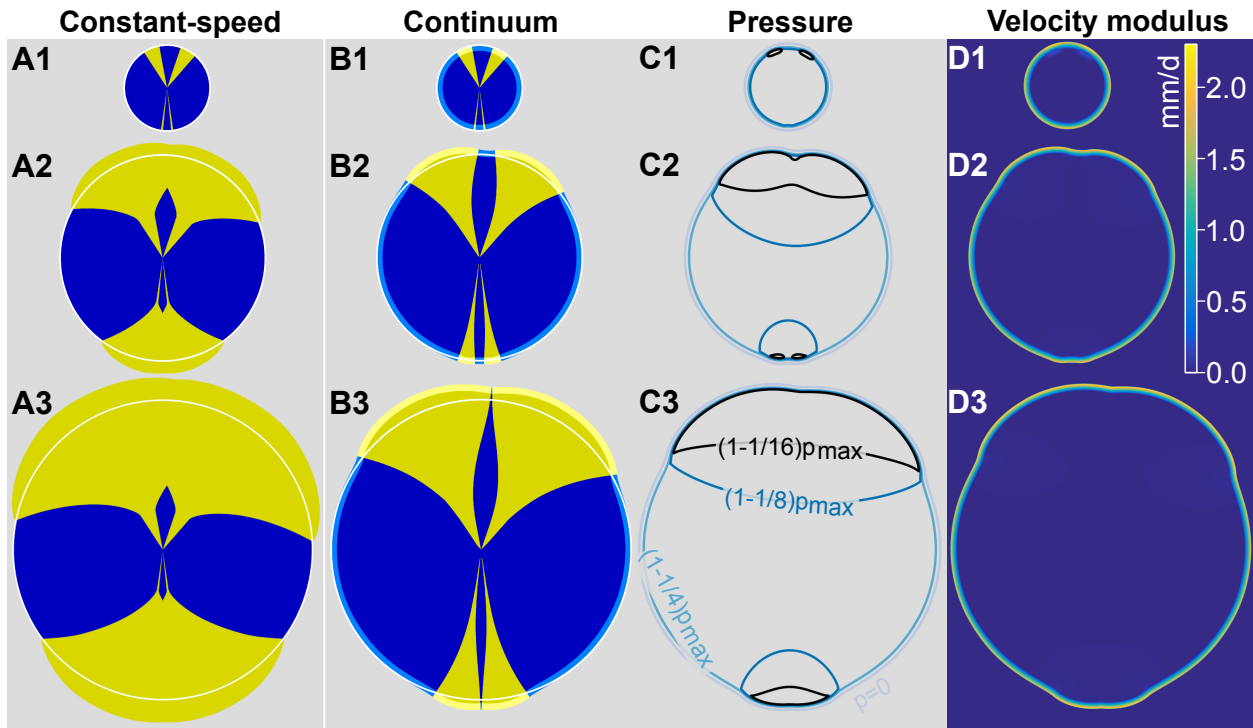 Constant-speed
Continuum
Pressure
Velocity modulus
A1
B1
C1
D1
mm/d
2.0
1.5
1.0
0.5
0.0
A2
B2
C2
D2
A3
B3
C3
D3
(1-1/16)pmax
(1-1/8)pmax
(1-1/4)pmax
p=0